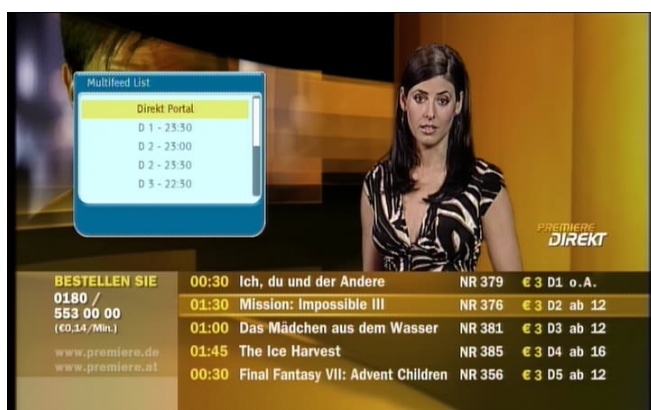 Multifeed List
Direkt Portal
D 1 - 23:30
D 2 - 23:00
D 2 - 23:30
D 3 - 22:30
PREMIERE
DIREKT
BESTELLEN SIE
0180 /
553 00 00
(€0,14/Min.)
www.premiere.de
www.premiere.at
00:30 Ich, du und der Andere NR 379 € 3 D1 o.A.
01:30 Mission: Impossible III NR 376 € 3 D2 ab 12
01:00 Das Mädchen aus dem Wasser NR 381 € 3 D3 ab 12
01:45 The Ice Harvest NR 385 € 3 D4 ab 16
00:30 Final Fantasy VII: Advent Children NR 356 € 3 D5 ab 12